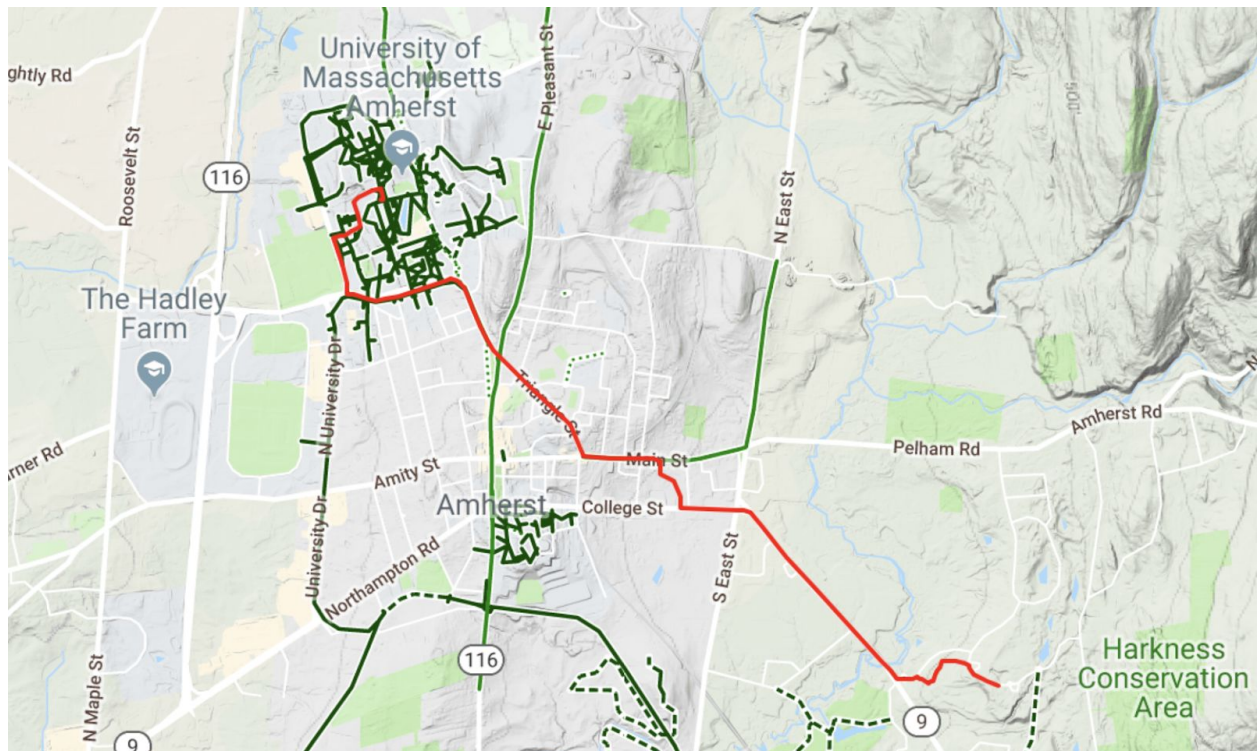 University of
Massachusetts
Amherst
ghtly Rd
Roosevelt St
116
E Pleasant St
500'
N East St
The Hadley
Farm
N University Dr
Triangle St
Amherst Rd
N
Pelham Rd
Main St
arner Rd
Amity St
Amherst
College St
University Dr
Northampton Rd
S East St
116
N Maple St
Harkness
Conservation
Area
9
9